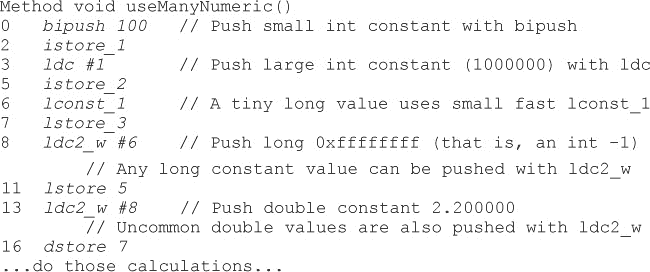 Method void useManyNumeric()
0 bipush 100 // Push small int constant with bipush
2 istore_1
3 ldc #1 // Push large int constant (1000000) with ldc
5 istore_2
6 lconst_1 // A tiny long value uses small fast lconst_1
7 lstore_3
8 ldc2_w #6 // Push long 0xffffffff (that is, an int -1)
// Any long constant value can be pushed with ldc2_w
11 lstore 5
13 ldc2_w #8 // Push double constant 2.200000
// Uncommon double values are also pushed with ldc2_w
16 dstore 7
...do those calculations...